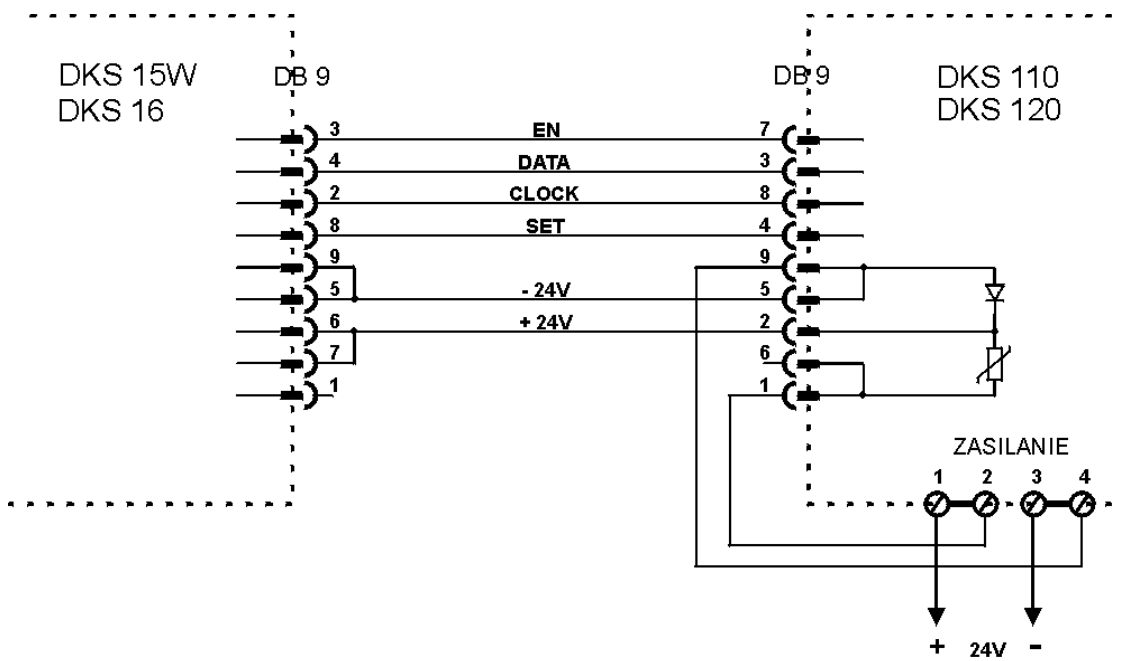 DKS 15W
DKS 16
DB 9
DB 9
DKS 110
DKS 120
3 EN 7
4 DATA 3
2 CLOCK 8
8 SET 4
9 9
5 - 24V 5
6 + 24V 2
7 6
1 1
ZASILANIE
1 2 3 4
+ 24V -